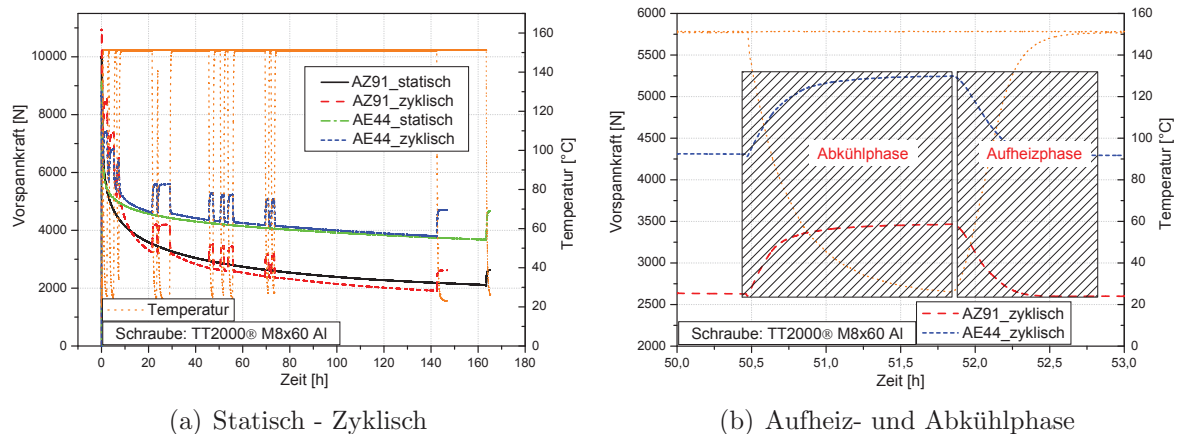 10000
8000
6000
4000
2000
0
Vorspannkraft [N]
160
140
120
100
80
60
40
20
0
Temperatur [°C]
AZ91_statisch
AZ91_zyklisch
AE44_statisch
AE44_zyklisch
Temperatur
Schraube: TT2000® M8x60 Al
0 20 40 60 80 100 120 140 160 180
Zeit [h]
(a) Statisch - Zyklisch
6000
5500
5000
4500
4000
3500
3000
2500
2000
Vorspannkraft [N]
160
140
120
100
80
60
40
20
0
Temperatur [°C]
Abkühlphase
Aufheizphase
AZ91_zyklisch
AE44_zyklisch
Schraube: TT2000® M8x60 Al
50,0 50,5 51,0 51,5 52,0 52,5 53,0
Zeit [h]
(b) Aufheiz- und Abkühlphase